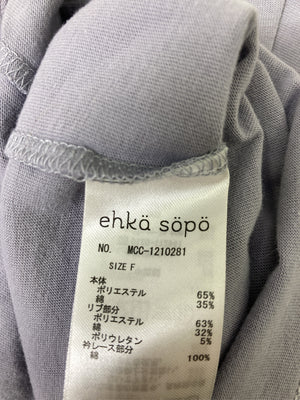 ehkä söpö
NO. MCC-1210281
SIZE F
本体
ポリエステル 65%
綿 35%
リブ部分
ポリエステル 63%
綿 32%
ポリウレタン 5%
衿レース部分
綿 100%